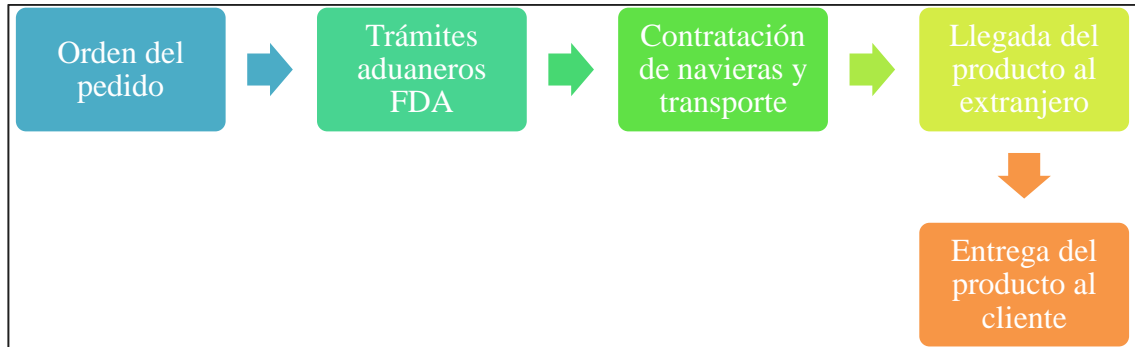 Orden del
pedido
Trámites
aduaneros
FDA
Contratación
de navieras y
transporte
Llegada del
producto al
extranjero
Entrega del
producto al
cliente